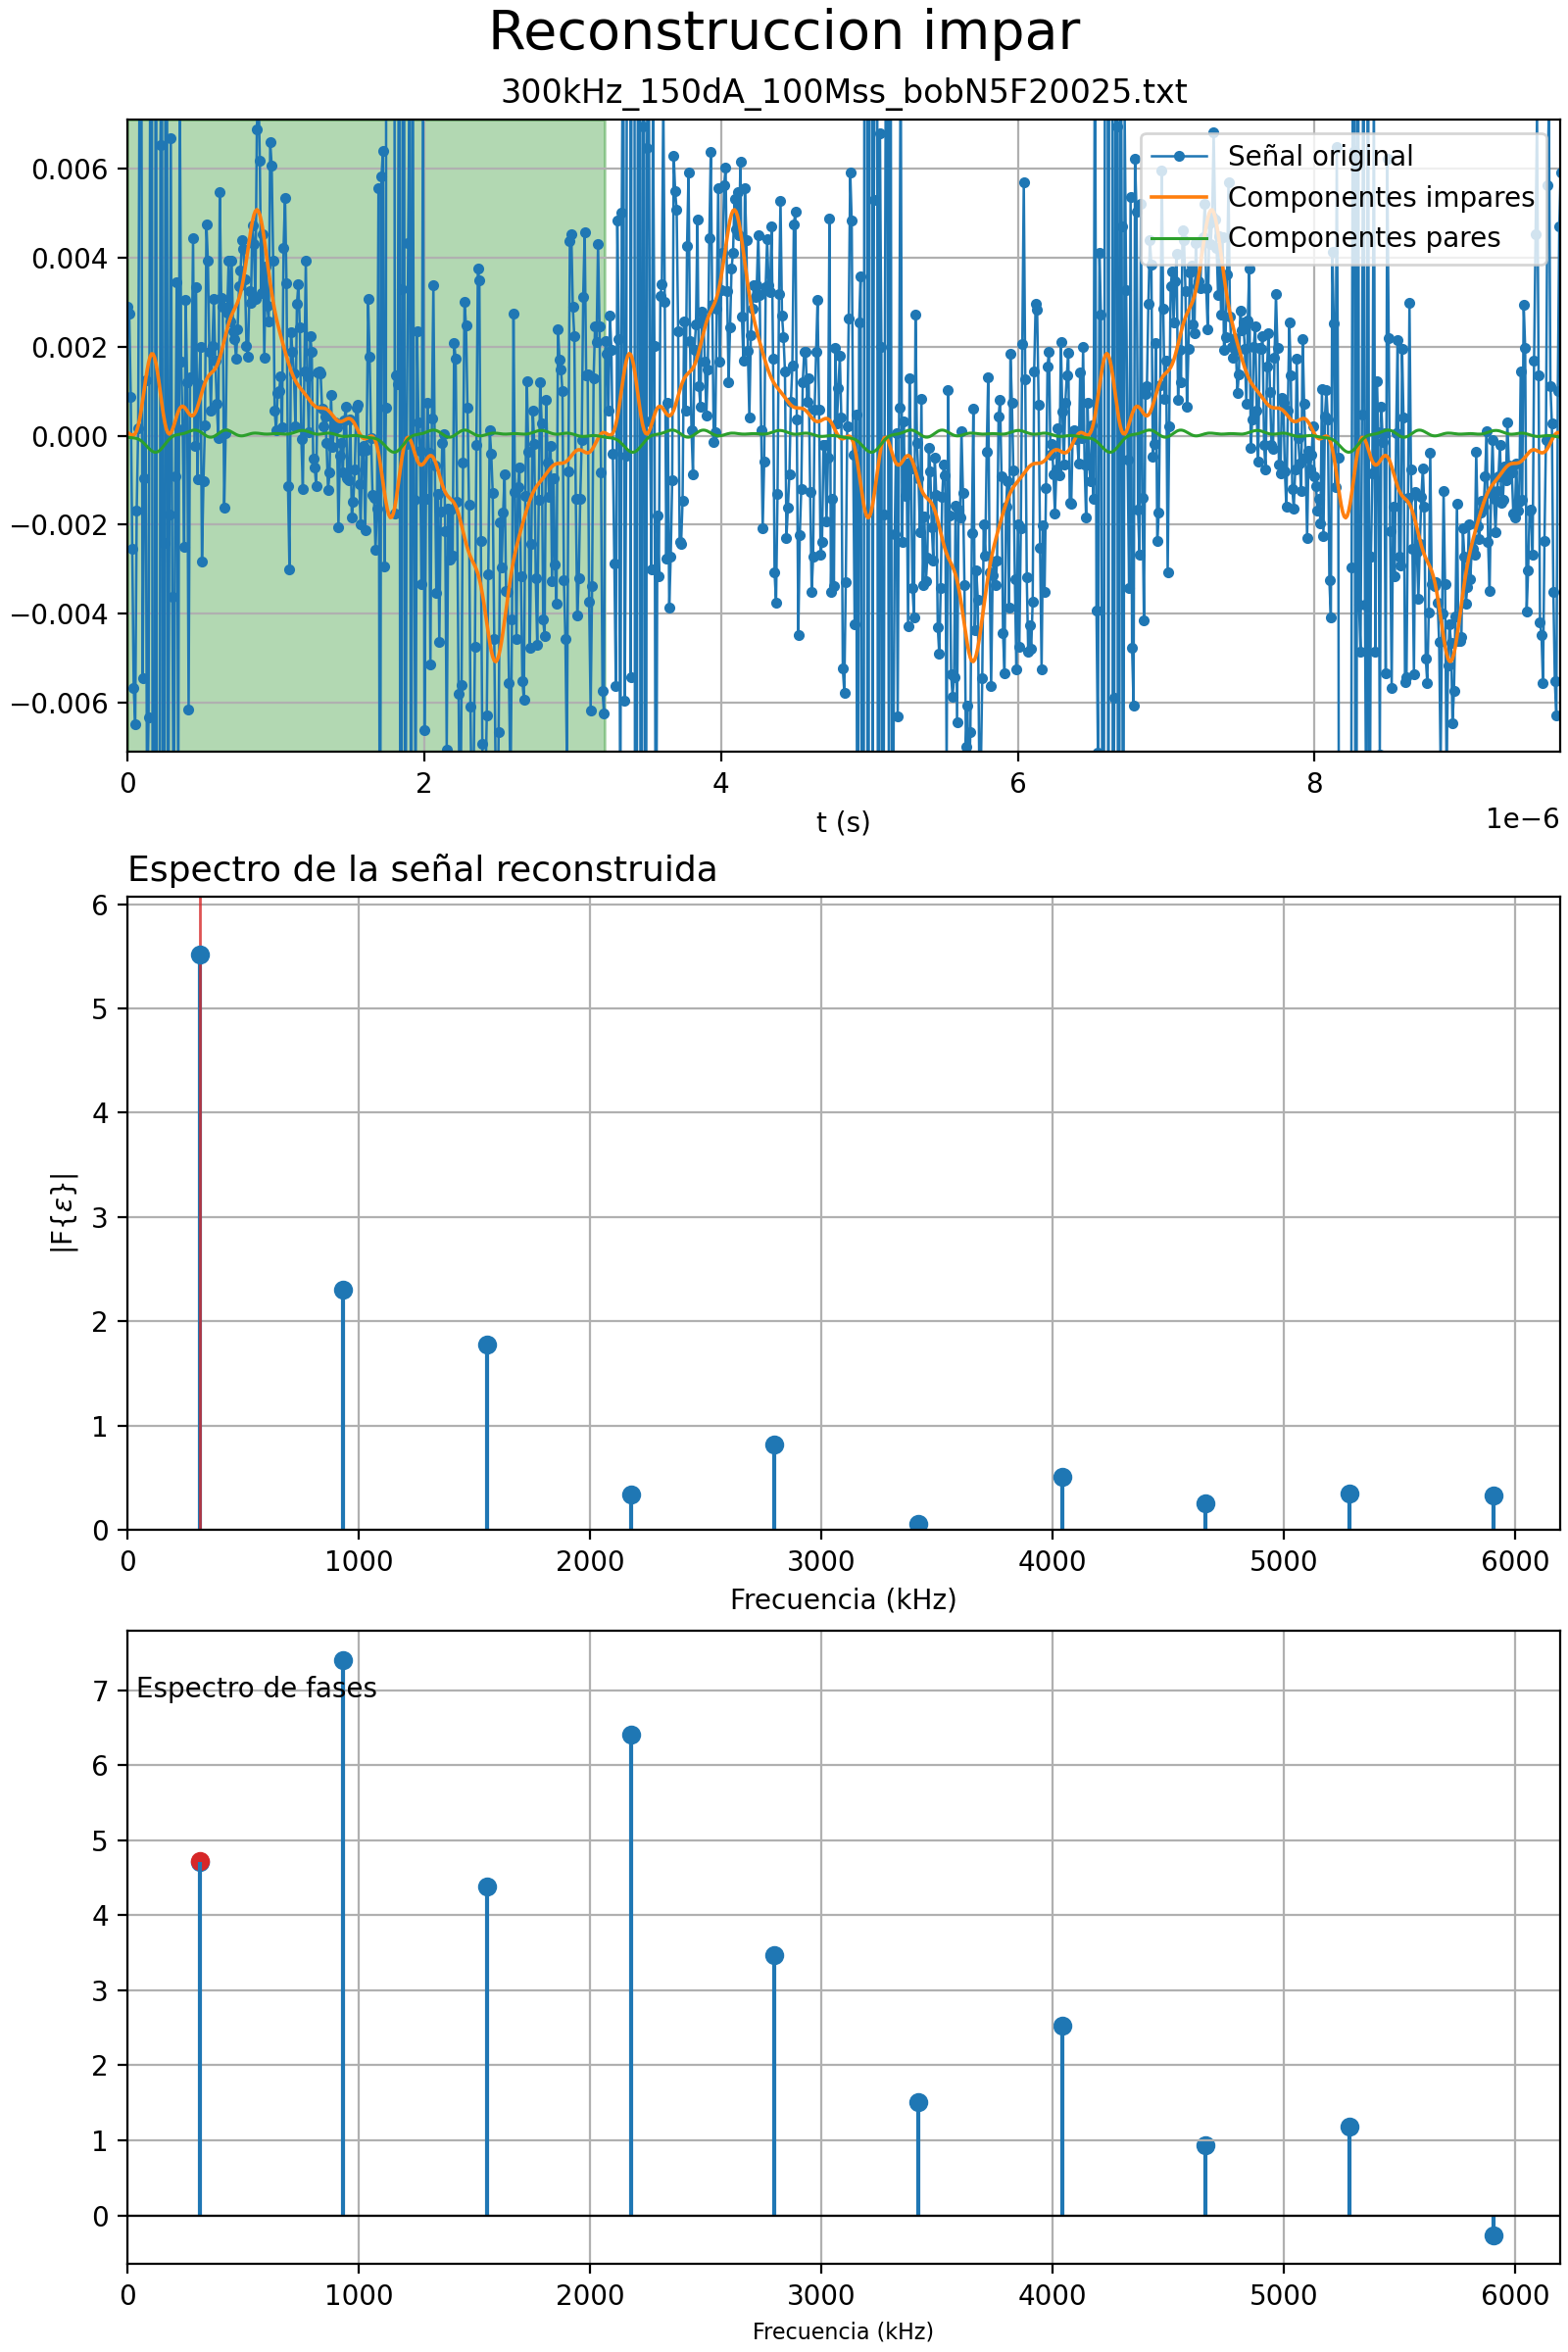 Reconstruccion impar
300kHz_150dA_100Mss_bobN5F20025.txt
Señal original
Componentes impares
Componentes pares
0.006
0.004
0.002
0.000
−0.002
−0.004
−0.006
0 2 4 6 8
1e−6
t (s)
Espectro de la señal reconstruida
|F{ε}|
6
5
4
3
2
1
0
0 1000 2000 3000 4000 5000 6000
Frecuencia (kHz)
Espectro de fases
7
6
5
4
3
2
1
0
0 1000 2000 3000 4000 5000 6000
Frecuencia (kHz)